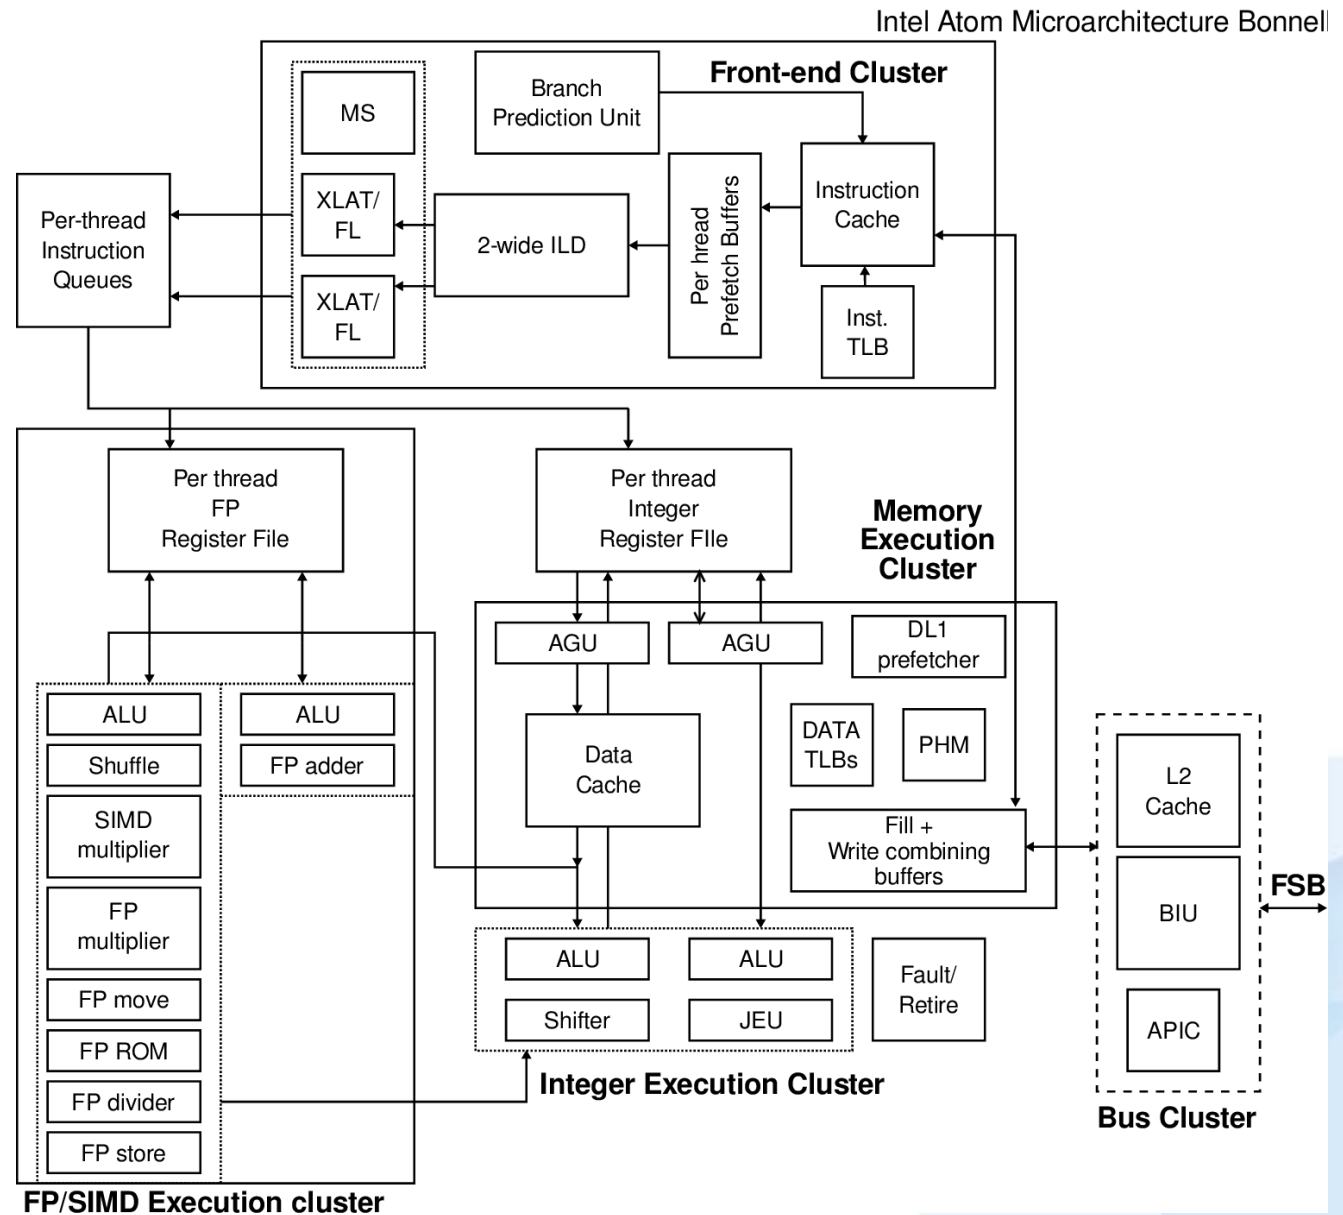 Intel Atom Microarchitecture Bonnell
Front-end Cluster
MS
Branch
Prediction Unit
Instruction
Cache
Per hread
Prefetch Buffers
2-wide ILD
XLAT/
FL
XLAT/
FL
Per-thread
Instruction
Queues
Inst.
TLB
Per thread
FP
Register File
Per thread
Integer
Register FIle
Memory
Execution
Cluster
AGU
AGU
DL1
prefetcher
Data
Cache
DATA
TLBs
PHM
Fill +
Write combining
buffers
ALU
Shuffle
SIMD
multiplier
FP
multiplier
FP move
FP ROM
FP divider
FP store
ALU
FP adder
FP/SIMD Execution cluster
ALU
Shifter
ALU
JEU
Integer Execution Cluster
Fault/
Retire
L2
Cache
BIU
APIC
Bus Cluster
FSB